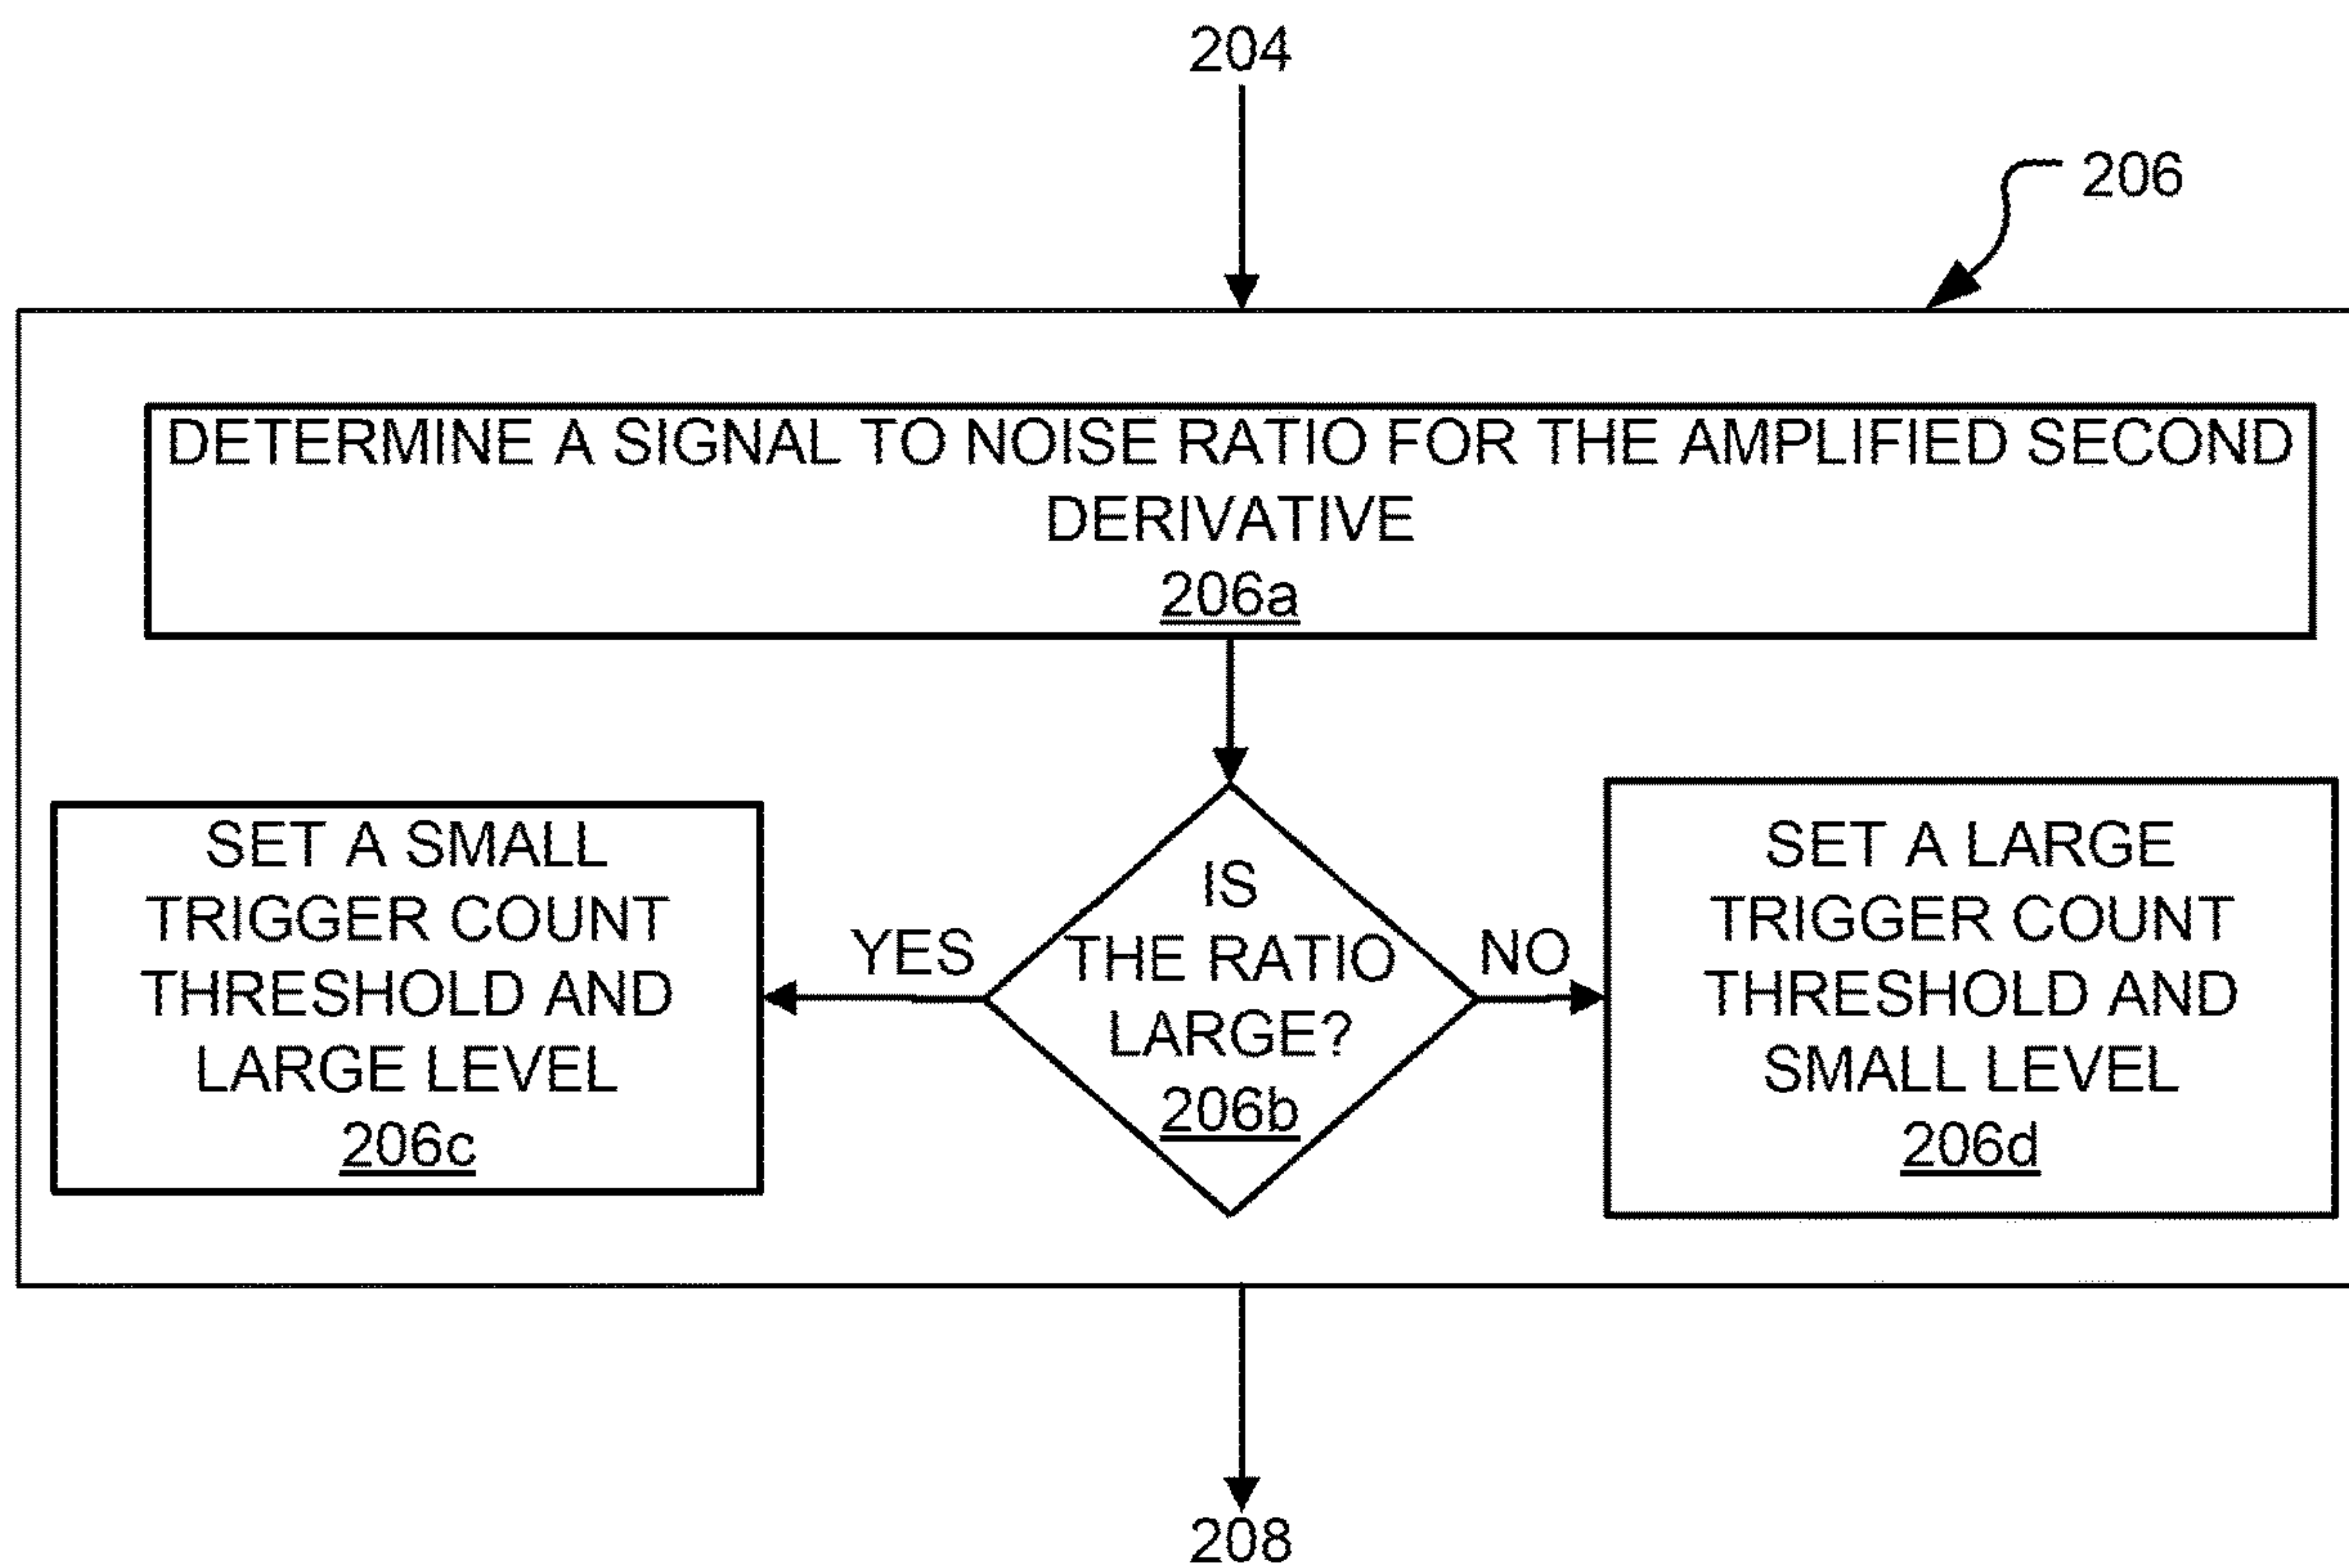 204
206
DETERMINE A SIGNAL TO NOISE RATIO FOR THE AMPLIFIED SECOND
DERIVATIVE
206a
SET A SMALL
TRIGGER COUNT
THRESHOLD AND
LARGE LEVEL
206c
YES
IS
THE RATIO
LARGE?
206b
NO
SET A LARGE
TRIGGER COUNT
THRESHOLD AND
SMALL LEVEL
206d
208